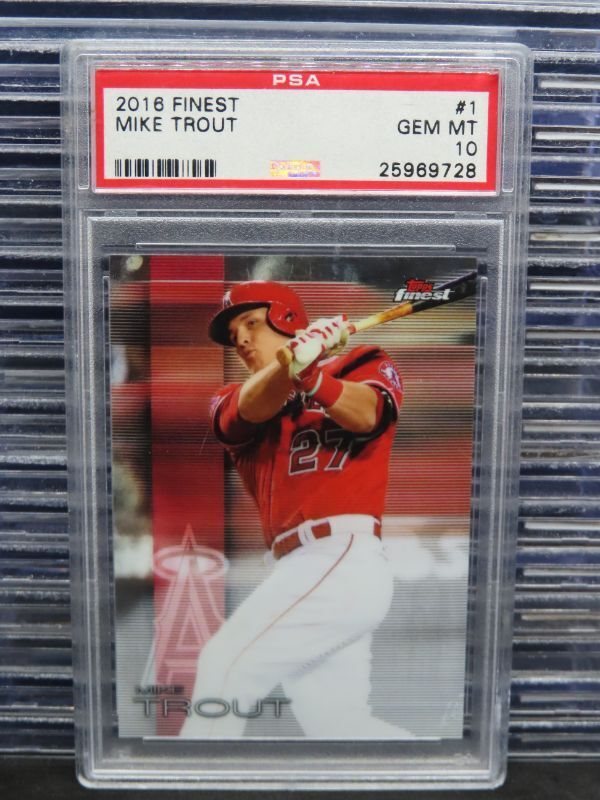 PSA
2016 FINEST #1
MIKE TROUT GEM MT
10
25969728
Topps
finest
27
A
MIKE
TROUT